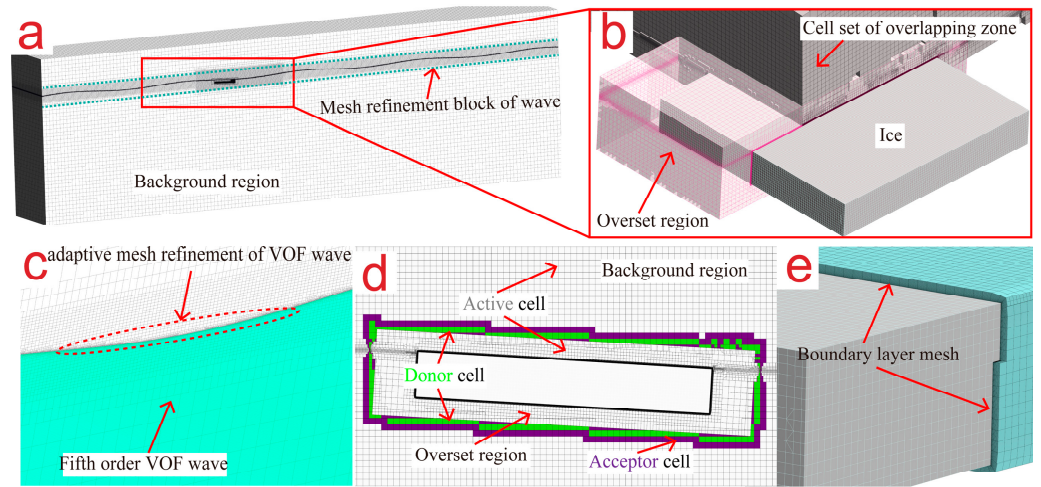 a
Mesh refinement block of wave
Background region
b
Cell set of overlapping zone
Ice
Overset region
c
adaptive mesh refinement of VOF wave
Fifth order VOF wave
d
Background region
Active cell
Donor cell
Overset region
Acceptor cell
e
Boundary layer mesh